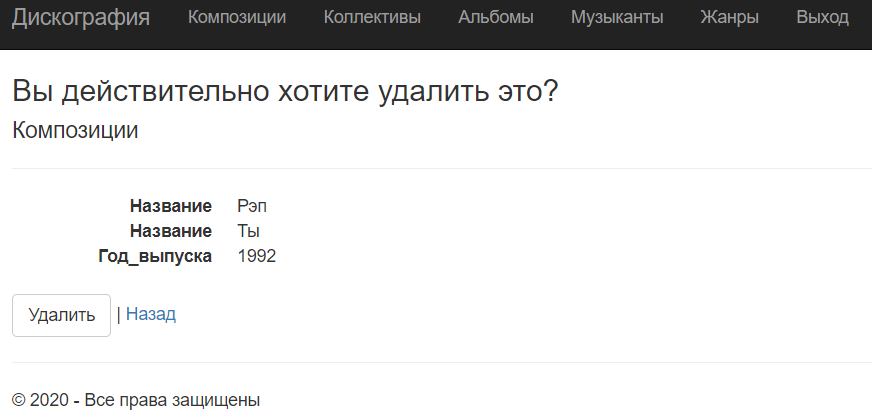 Дискография Композиции Коллективы Альбомы Музыканты Жанры Выход
Вы действительно хотите удалить это?
Композиции
Название Рэп
Название Ты
Год_выпуска 1992
Удалить | Назад
© 2020 - Все права защищены